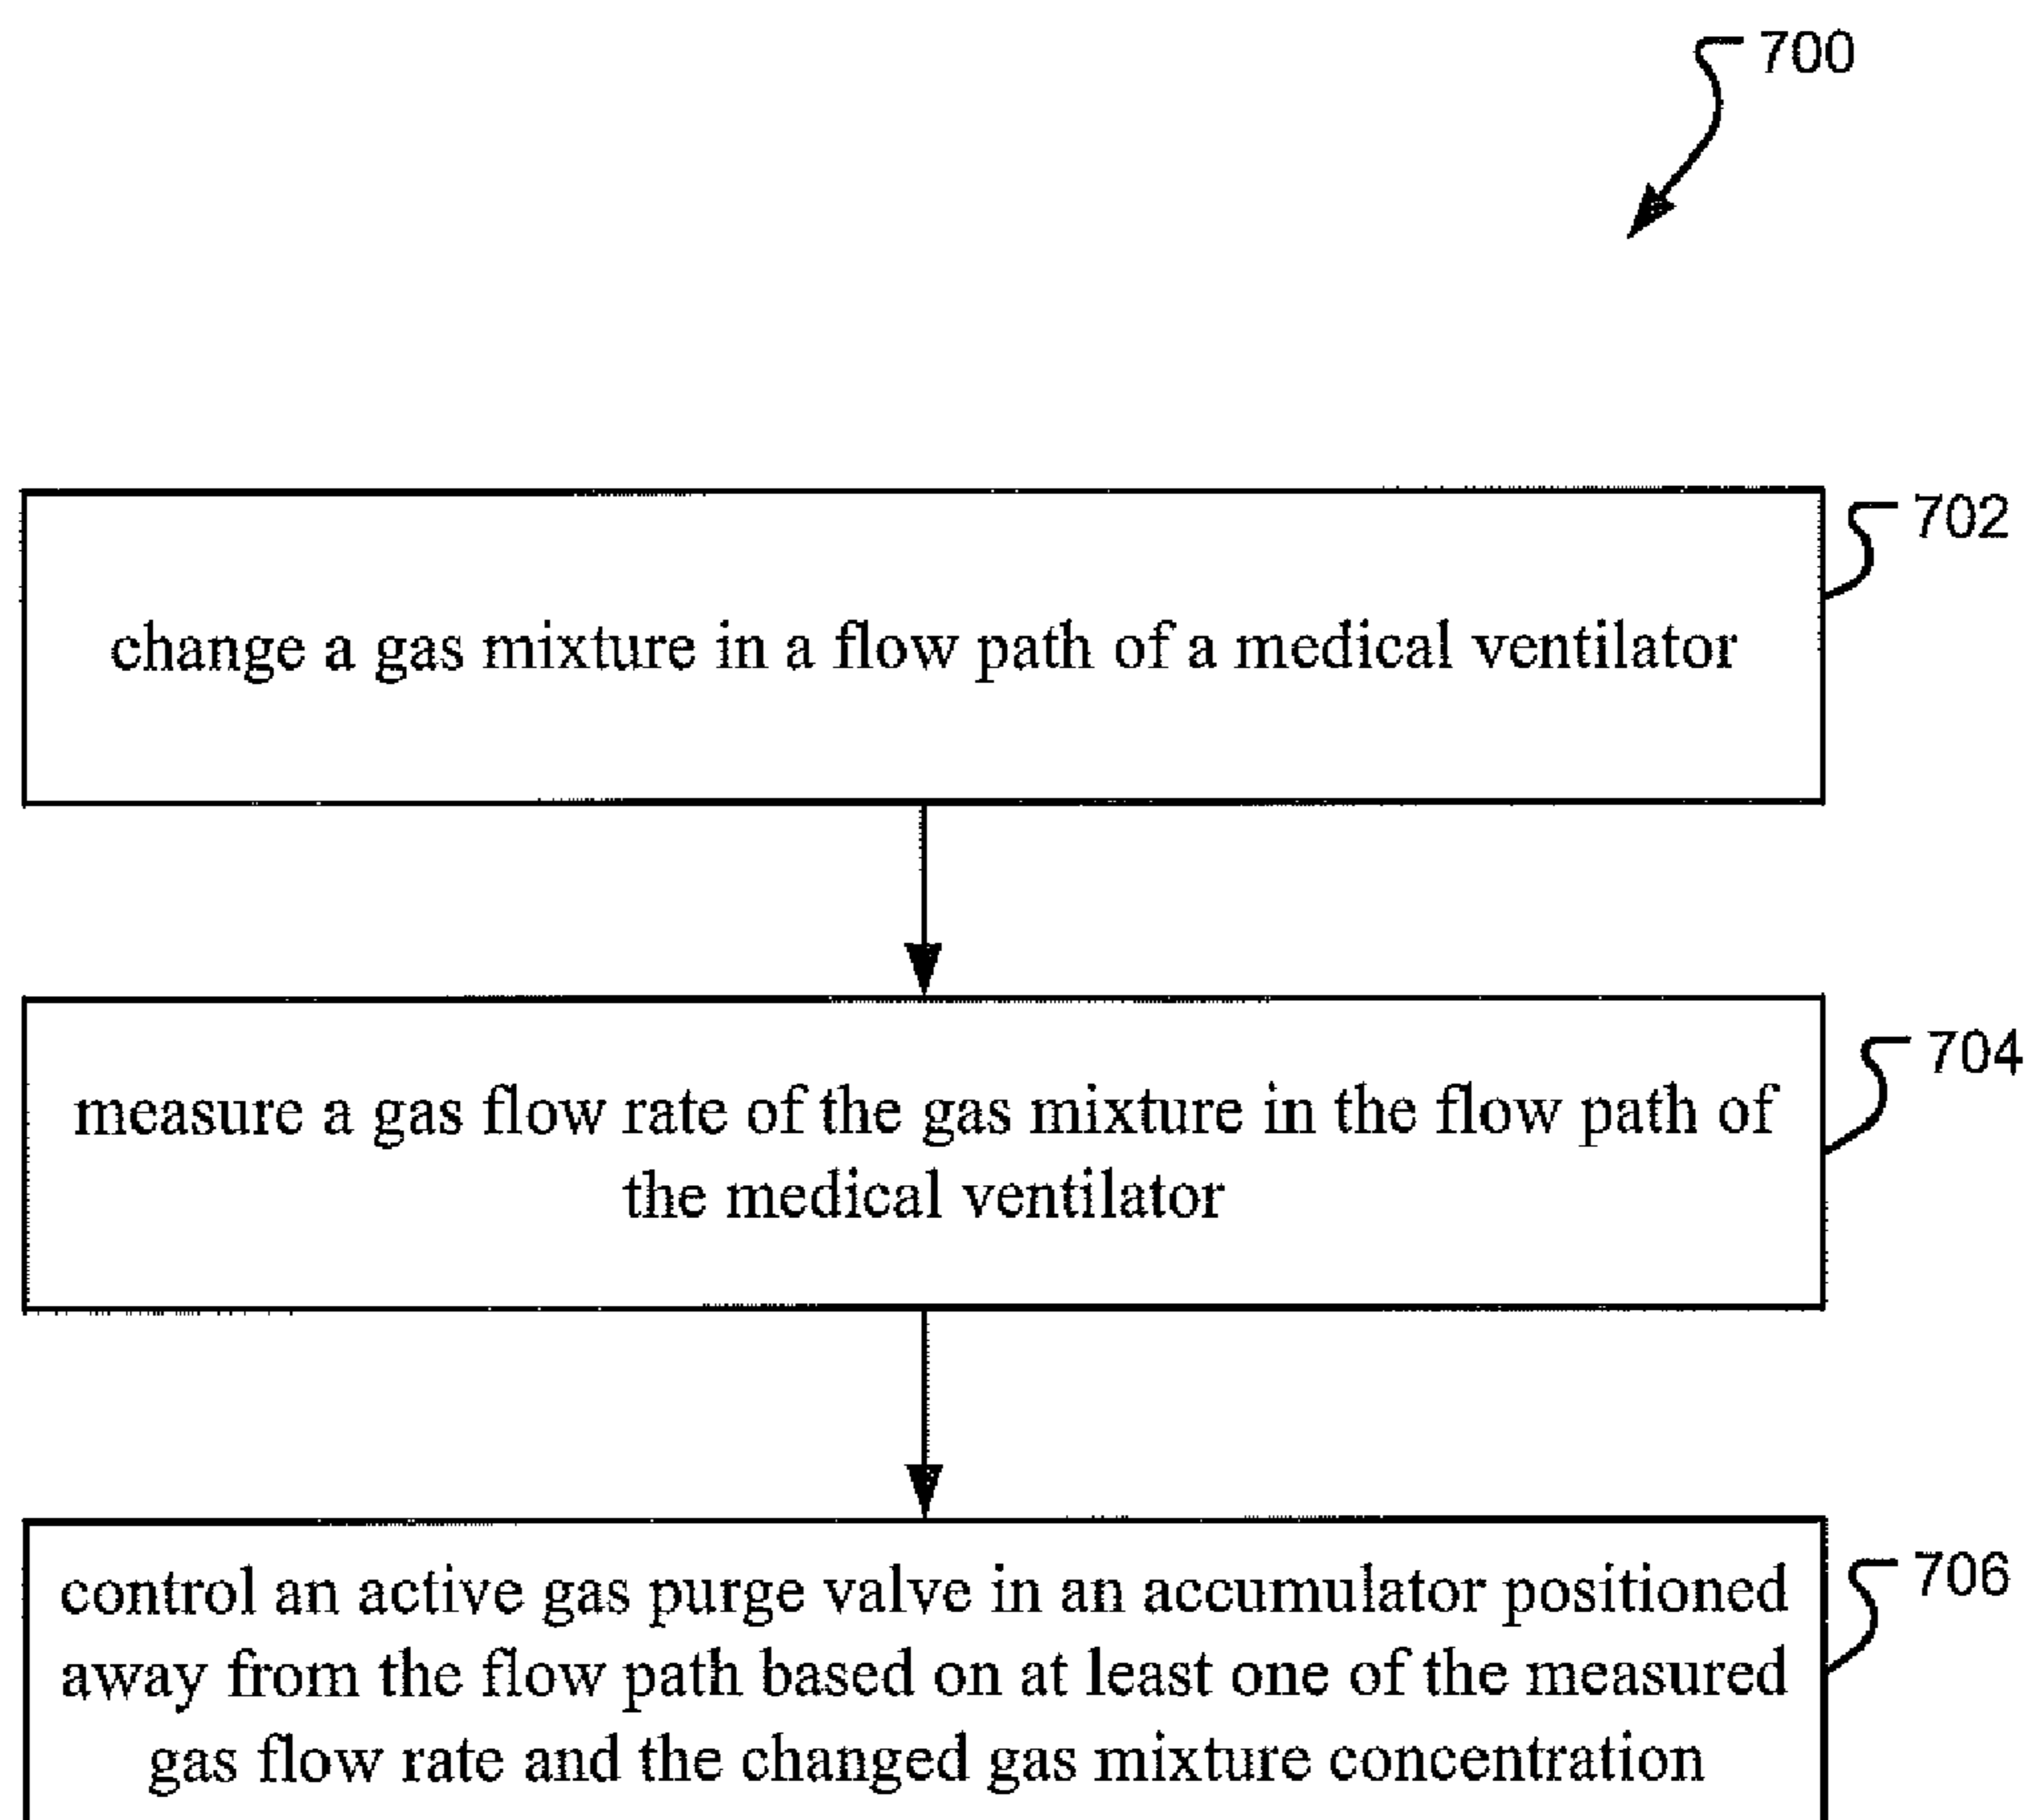 700
702
change a gas mixture in a flow path of a medical ventilator
704
measure a gas flow rate of the gas mixture in the flow path of
the medical ventilator
706
control an active gas purge valve in an accumulator positioned
away from the flow path based on at least one of the measured
gas flow rate and the changed gas mixture concentration